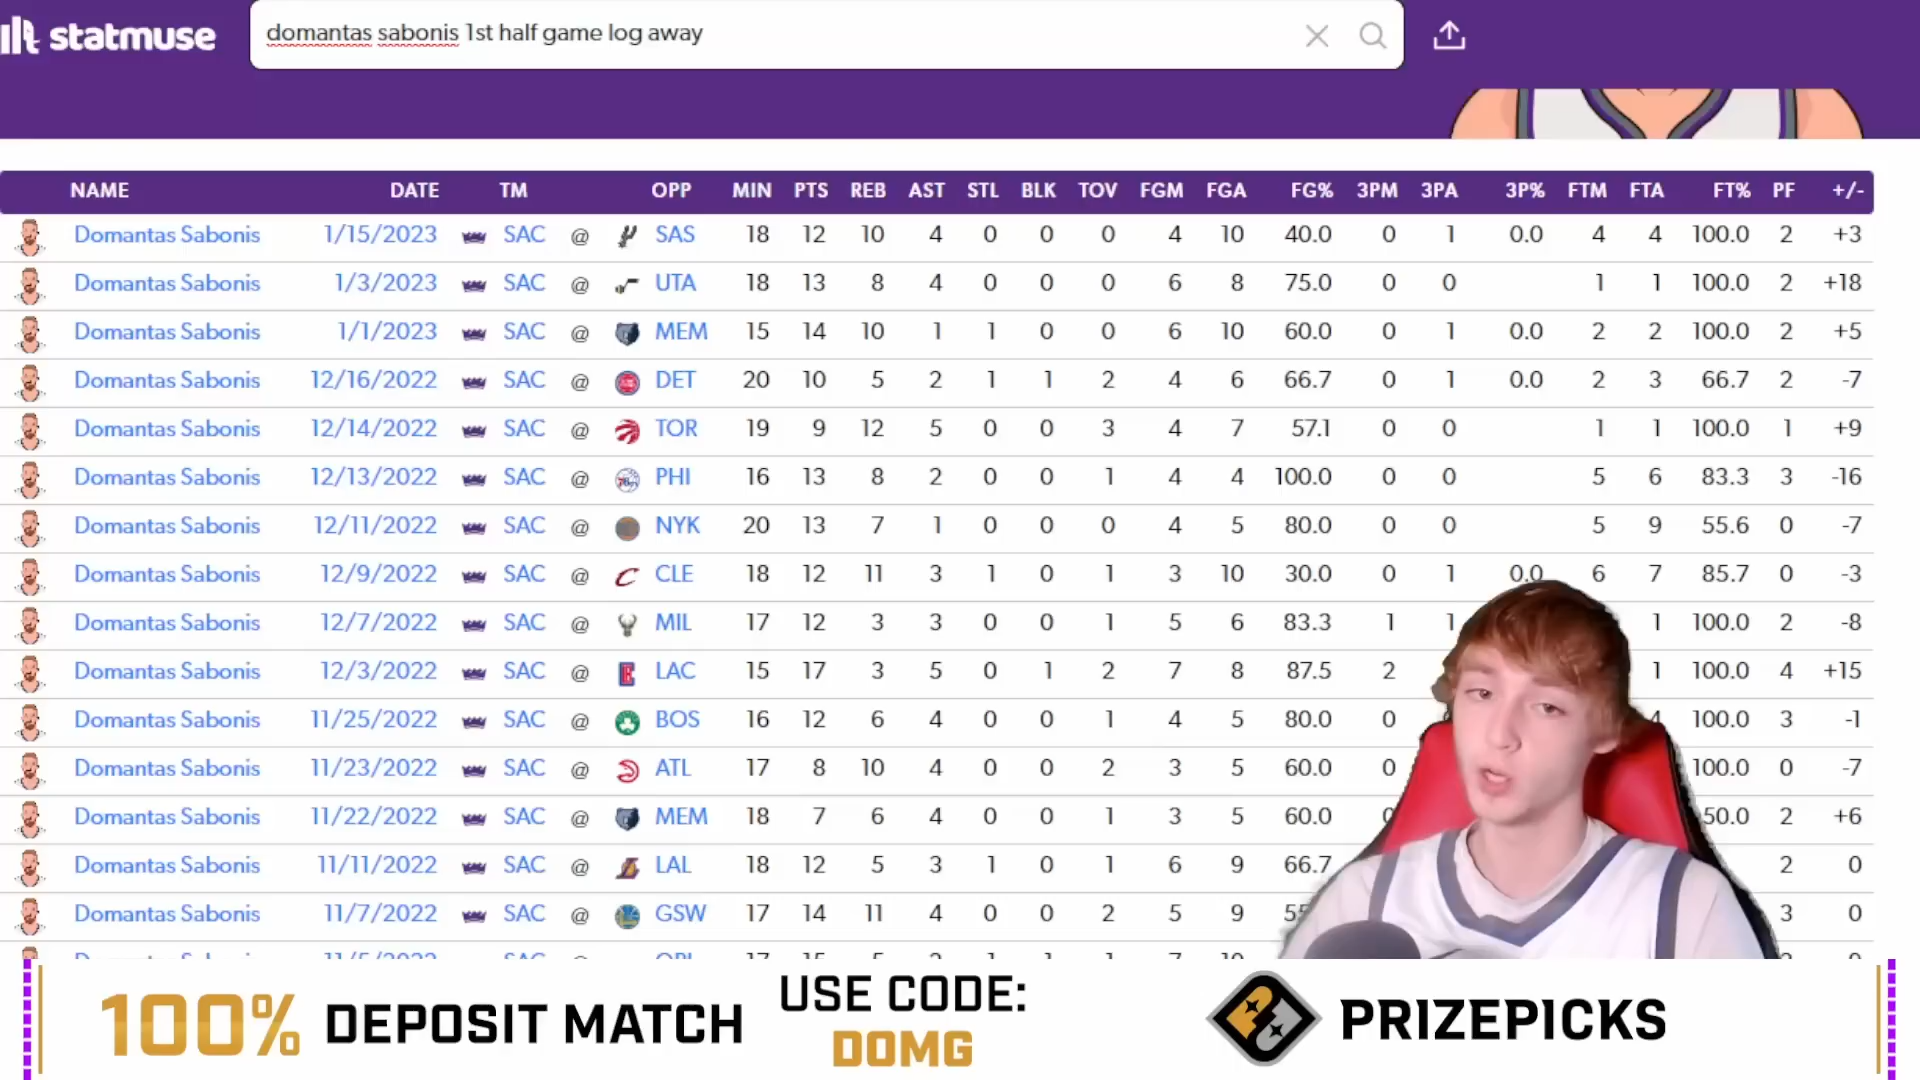 statmuse
domantas sabonis 1st half game log away
NAME DATE TM OPP MIN PTS REB AST STL BLK TOV FGM FGA FG% 3PM 3PA 3P% FTM FTA FT% PF +/-
Domantas Sabonis 1/15/2023 SAC @ SAS 18 12 10 4 0 0 0 4 10 40.0 0 1 0.0 4 4 100.0 2 +3
Domantas Sabonis 1/3/2023 SAC @ UTA 18 13 8 4 0 0 0 6 8 75.0 0 0 1 1 100.0 2 +18
Domantas Sabonis 1/1/2023 SAC @ MEM 15 14 10 1 1 0 0 6 10 60.0 0 1 0.0 2 2 100.0 2 +5
Domantas Sabonis 12/16/2022 SAC @ DET 20 10 5 2 1 1 2 4 6 66.7 0 1 0.0 2 3 66.7 2 -7
Domantas Sabonis 12/14/2022 SAC @ TOR 19 9 12 5 0 0 3 4 7 57.1 0 0 1 1 100.0 1 +9
Domantas Sabonis 12/13/2022 SAC @ PHI 16 13 8 2 0 0 1 4 4 100.0 0 0 5 6 83.3 3 -16
Domantas Sabonis 12/11/2022 SAC @ NYK 20 13 7 1 0 0 0 4 5 80.0 0 0 5 9 55.6 0 -7
Domantas Sabonis 12/9/2022 SAC @ CLE 18 12 11 3 1 0 1 3 10 30.0 0 1 0.0 6 7 85.7 0 -3
Domantas Sabonis 12/7/2022 SAC @ MIL 17 12 3 3 0 0 1 5 6 83.3 1 1 1 100.0 2 -8
Domantas Sabonis 12/3/2022 SAC @ LAC 15 17 3 5 0 1 2 7 8 87.5 2 1 100.0 4 +15
Domantas Sabonis 11/25/2022 SAC @ BOS 16 12 6 4 0 0 1 4 5 80.0 0 4 100.0 3 -1
Domantas Sabonis 11/23/2022 SAC @ ATL 17 8 10 4 0 0 2 3 5 60.0 0 100.0 0 -7
Domantas Sabonis 11/22/2022 SAC @ MEM 18 7 6 4 0 0 1 3 5 60.0 0 50.0 2 +6
Domantas Sabonis 11/11/2022 SAC @ LAL 18 12 5 3 1 0 1 6 9 66.7 2 0
Domantas Sabonis 11/7/2022 SAC @ GSW 17 14 11 4 0 0 2 5 9 3 0
100% DEPOSIT MATCH
USE CODE:
DOMG
PRIZEPICKS